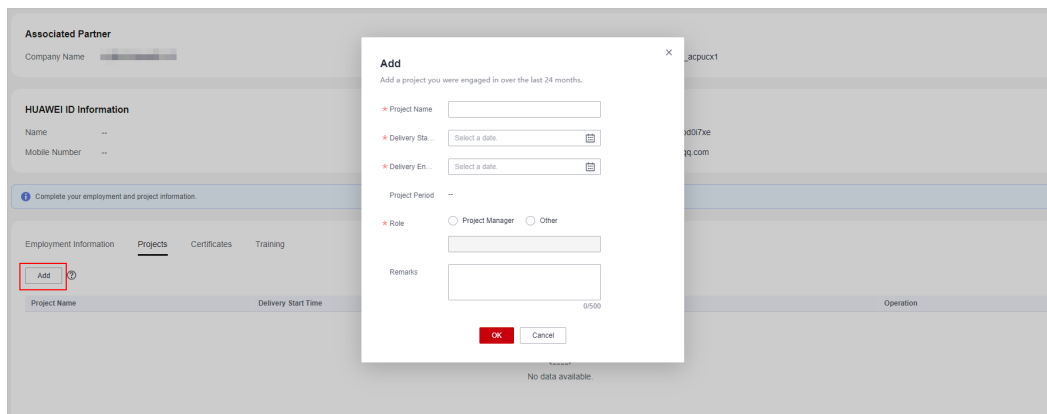 Associated Partner
Company Name
_acpucx1
HUAWEI ID Information
Name --
Mobile Number --
od0i7xe
qq.com
Complete your employment and project information.
Employment Information Projects Certificates Training
Add
Project Name Delivery Start Time Operation
No data available.
Add
Add a project you were engaged in over the last 24 months.
* Project Name
* Delivery Sta... Select a date.
* Delivery En... Select a date.
Project Period --
* Role Project Manager Other
Remarks
0/500
OK Cancel